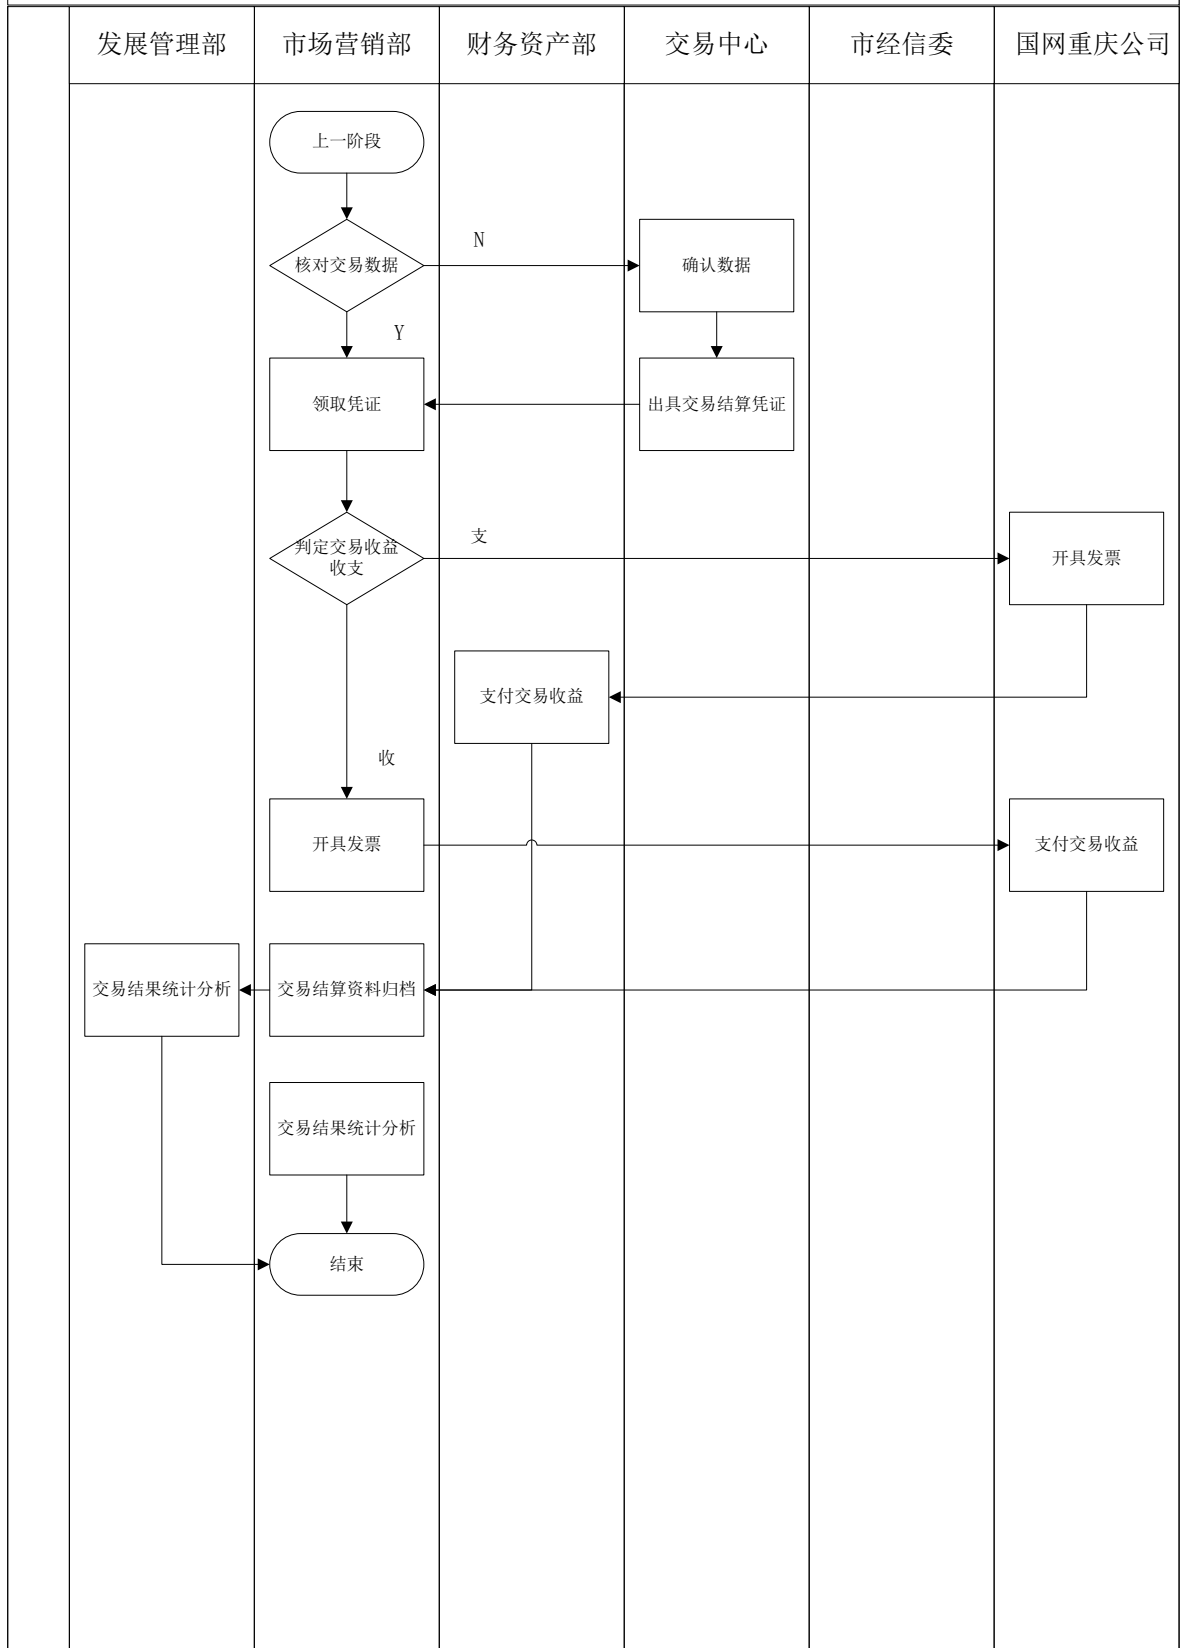 发展管理部
市场营销部
财务资产部
交易中心
市经信委
国网重庆公司
上一阶段
核对交易数据
N
确认数据
Y
领取凭证
出具交易结算凭证
判定交易收益
收支
支
开具发票
支付交易收益
收
开具发票
支付交易收益
交易结果统计分析
交易结算资料归档
交易结果统计分析
结束